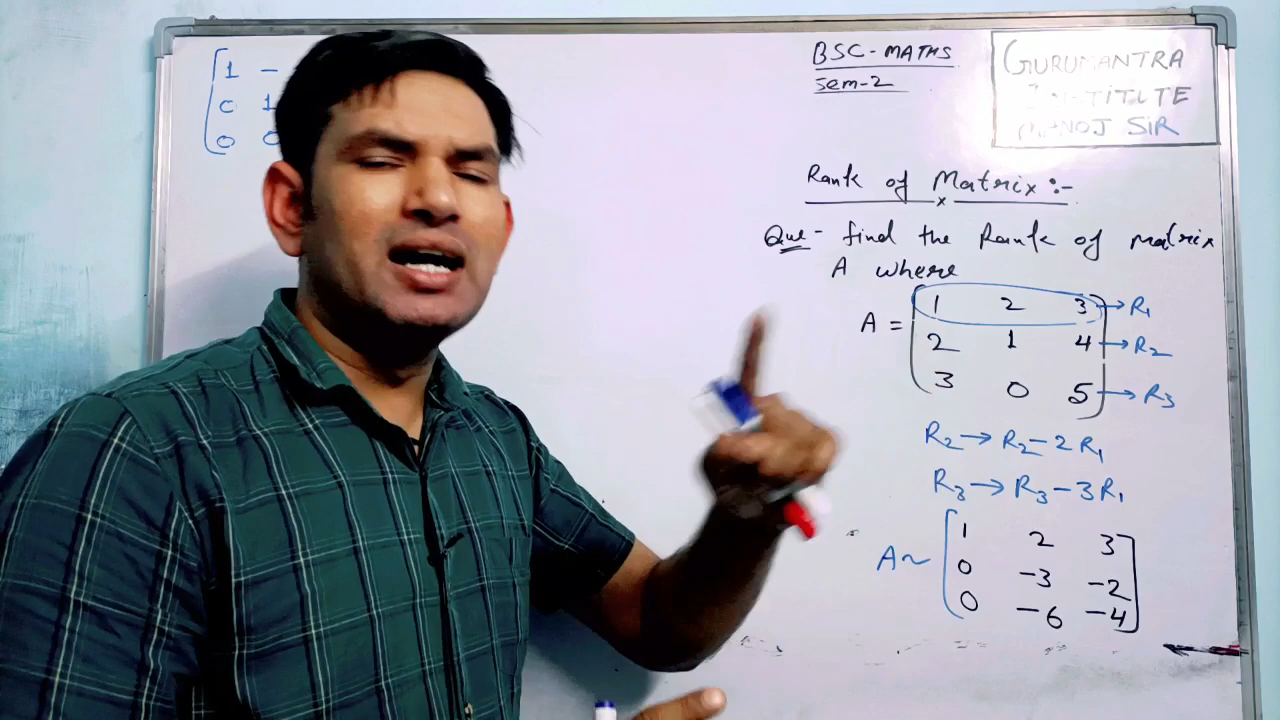 1 -
0 1
0 0
BSC-MATHS
Sem-2
GURUMANTRA
INSTITUTE
MANOJ SIR
Rank of Matrix :-
Que- find the Rank of matrix
A where
A = [1 2 3] → R1
[2 1 4] → R2
[3 0 5] → R3
R2 → R2 - 2R1
R3 → R3 - 3R1
A ~ [1 2 3]
[0 -3 -2]
[0 -6 -4]